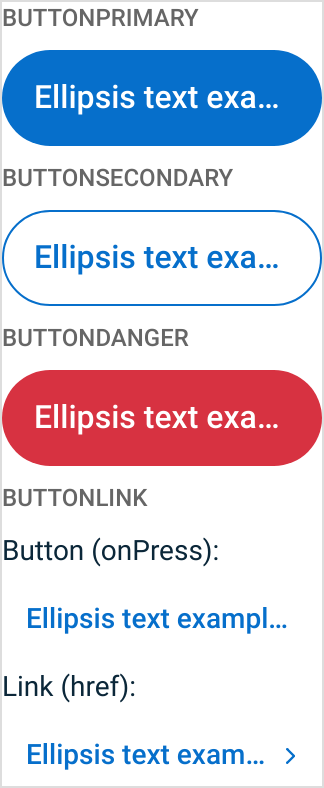 BUTTONPRIMARY
Ellipsis text exa...
BUTTONSECONDARY
Ellipsis text exa...
BUTTONDANGER
Ellipsis text exa...
BUTTONLINK
Button (onPress):
Ellipsis text exampl...
Link (href):
Ellipsis text exam...